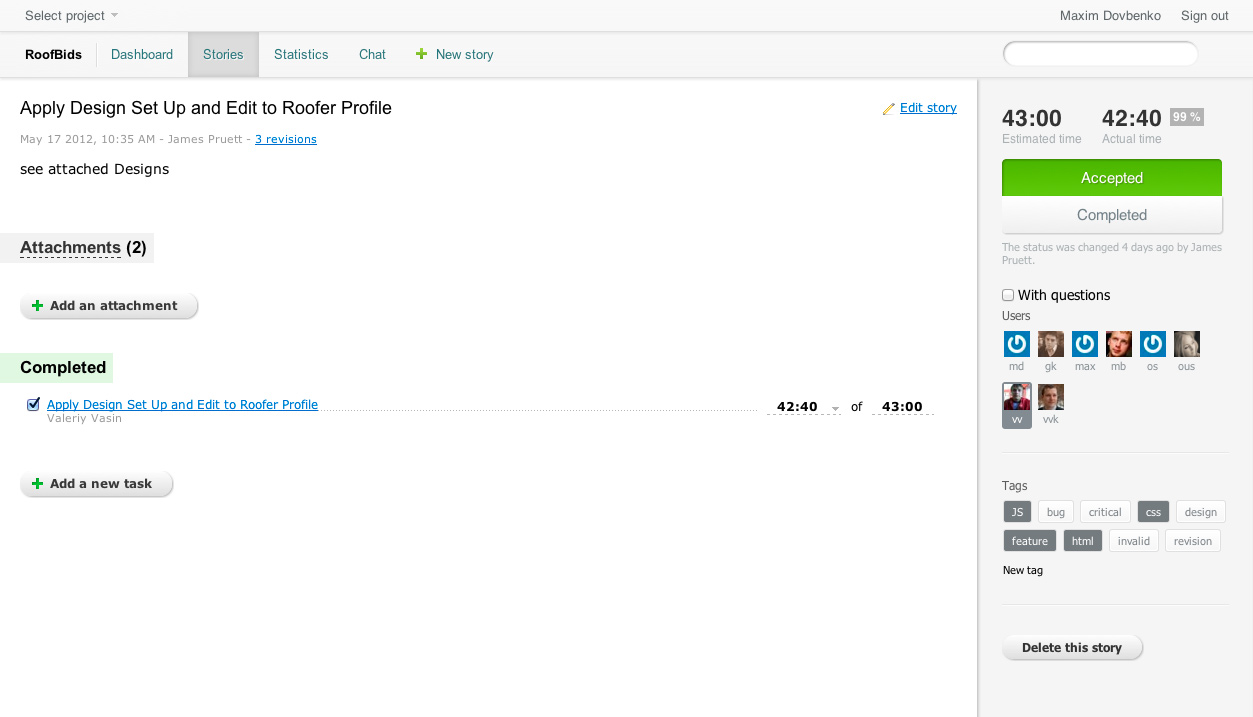 Select project
Maxim Dovbenko Sign out
RoofBids Dashboard Stories Statistics Chat New story
Apply Design Set Up and Edit to Roofer Profile
Edit story
May 17 2012, 10:35 AM - James Pruett - 3 revisions
see attached Designs
Attachments (2)
Add an attachment
Completed
Apply Design Set Up and Edit to Roofer Profile 42:40 of 43:00
Valeriy Vasin
Add a new task
43:00 42:40 99 %
Estimated time Actual time
Accepted
Completed
The status was changed 4 days ago by James
Pruett.
With questions
Users
md gk max mb os ous
vv vvk
Tags
JS bug critical css design
feature html invalid revision
New tag
Delete this story